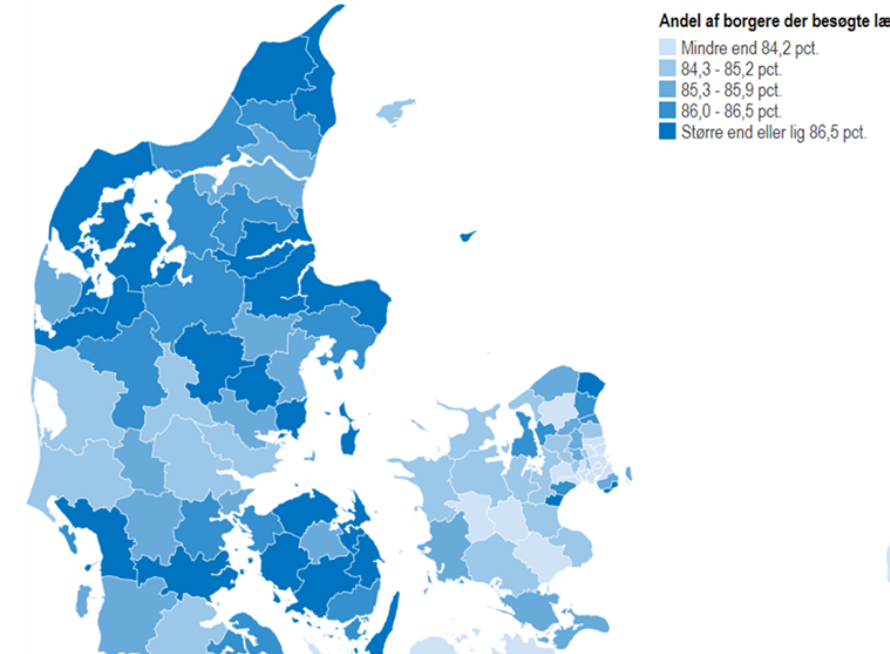 Andel af borgere der besøgte
Mindre end 84,2 pct.
84,3 - 85,2 pct.
85,3 - 85,9 pct.
86,0 - 86,5 pct.
Større end eller lig 86,5 pct.